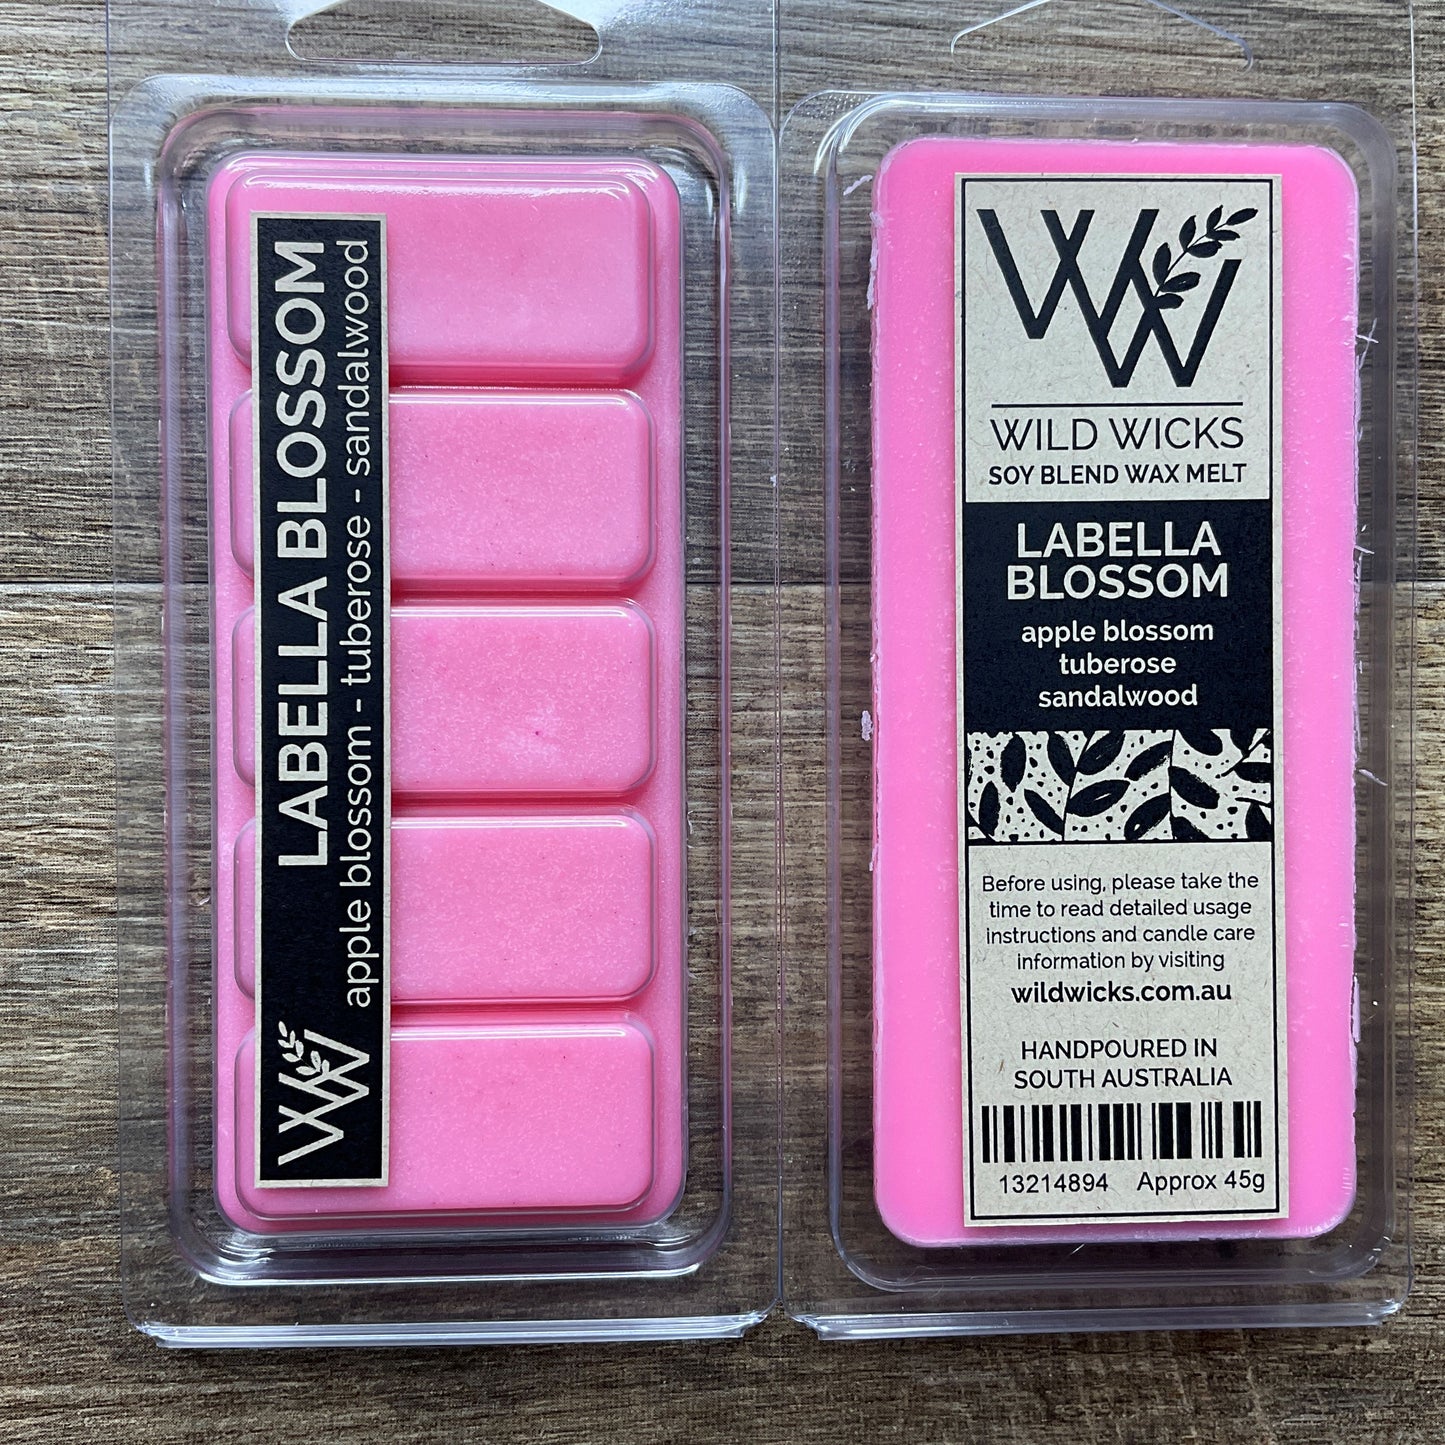 LABELLA BLOSSOM
apple blossom - tuberose - sandalwood
WW
WW
WILD WICKS
SOY BLEND WAX MELT
LABELLA
BLOSSOM
apple blossom
tuberose
sandalwood
Before using, please take the
time to read detailed usage
instructions and candle care
information by visiting
wildwicks.com.au
HANDPOURED IN
SOUTH AUSTRALIA
13214894 Approx 45g